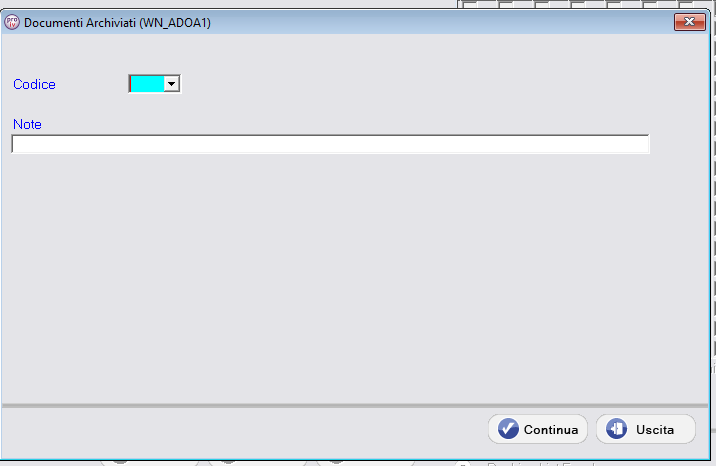 Documenti Archiviati (WN_ADOA1)
Codice
Note
Continua
Uscita